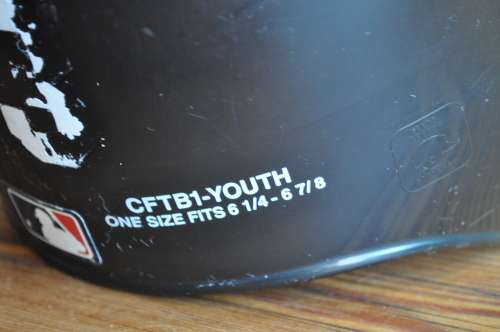 CFTB1-YOUTH
ONE SIZE FITS 6 1/4 - 6 7/8